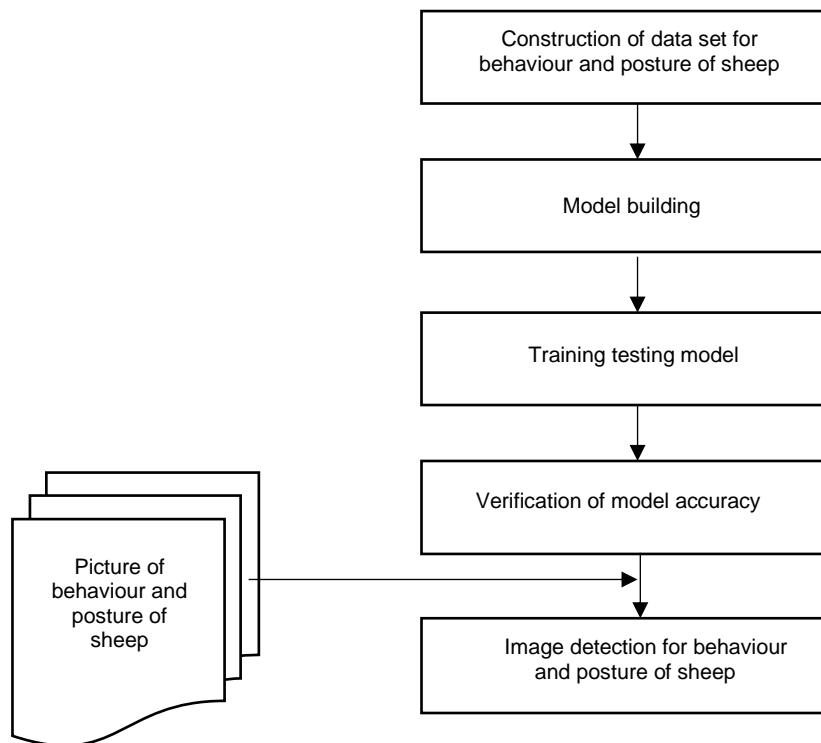 Construction of data set for
behaviour and posture of sheep
Model building
Training testing model
Verification of model accuracy
Picture of
behaviour and
posture of
sheep
Image detection for behaviour
and posture of sheep